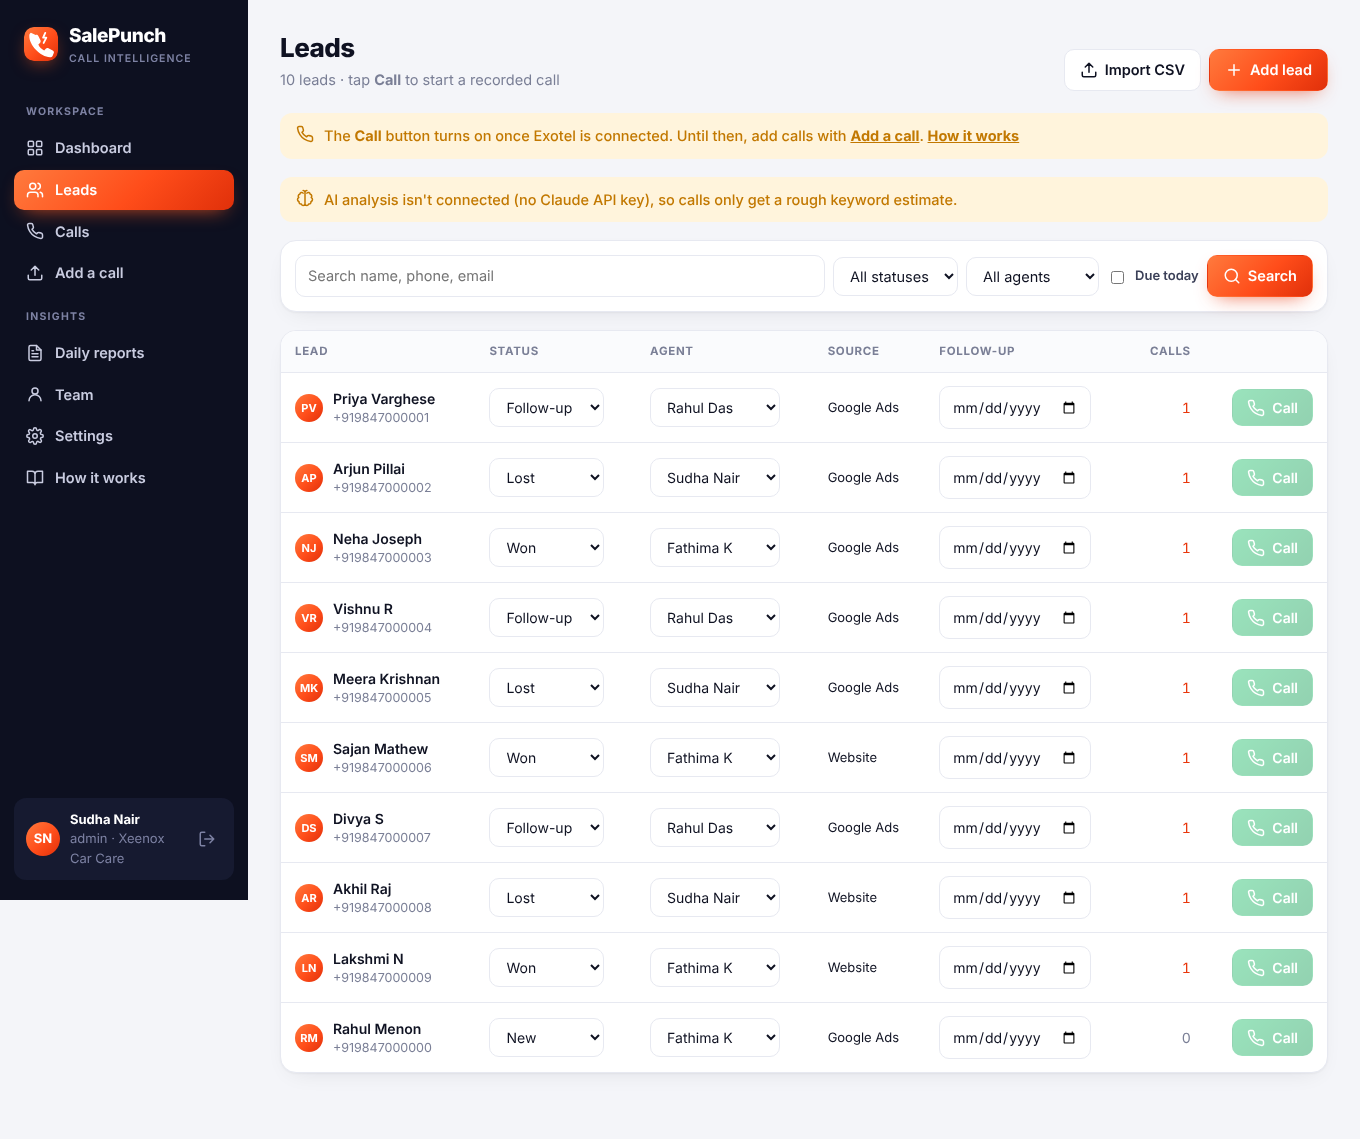 SalePunch
CALL INTELLIGENCE
WORKSPACE
Dashboard
Leads
Calls
Add a call
INSIGHTS
Daily reports
Team
Settings
How it works
SN
Sudha Nair
admin · Xeenox
Car Care
Leads
10 leads · tap Call to start a recorded call
Import CSV
Add lead
The Call button turns on once Exotel is connected. Until then, add calls with Add a call. How it works
AI analysis isn't connected (no Claude API key), so calls only get a rough keyword estimate.
Search name, phone, email
All statuses
All agents
Due today
Search
LEAD STATUS AGENT SOURCE FOLLOW-UP CALLS
PV Priya Varghese Follow-up Rahul Das Google Ads mm/dd/yyyy 1 Call
+919847000001
AP Arjun Pillai Lost Sudha Nair Google Ads mm/dd/yyyy 1 Call
+919847000002
NJ Neha Joseph Won Fathima K Google Ads mm/dd/yyyy 1 Call
+919847000003
VR Vishnu R Follow-up Rahul Das Google Ads mm/dd/yyyy 1 Call
+919847000004
MK Meera Krishnan Lost Sudha Nair Google Ads mm/dd/yyyy 1 Call
+919847000005
SM Sajan Mathew Won Fathima K Website mm/dd/yyyy 1 Call
+919847000006
DS Divya S Follow-up Rahul Das Google Ads mm/dd/yyyy 1 Call
+919847000007
AR Akhil Raj Lost Sudha Nair Website mm/dd/yyyy 1 Call
+919847000008
LN Lakshmi N Won Fathima K Website mm/dd/yyyy 1 Call
+919847000009
RM Rahul Menon New Fathima K Google Ads mm/dd/yyyy 0 Call
+919847000000